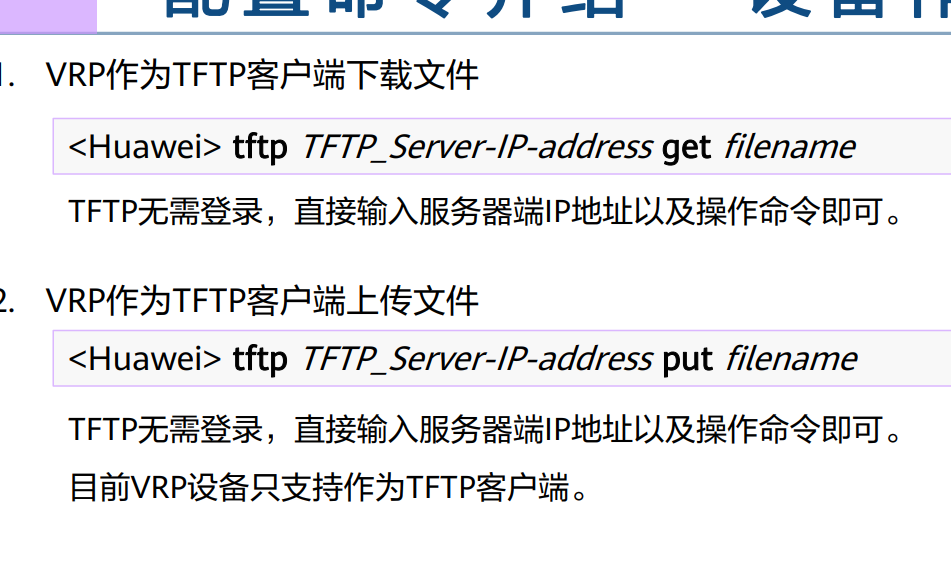 配置命令介绍
1. VRP作为TFTP客户端下载文件
<Huawei> tftp TFTP_Server-IP-address get filename
TFTP无需登录，直接输入服务器端IP地址以及操作命令即可。
2. VRP作为TFTP客户端上传文件
<Huawei> tftp TFTP_Server-IP-address put filename
TFTP无需登录，直接输入服务器端IP地址以及操作命令即可。
目前VRP设备只支持作为TFTP客户端。